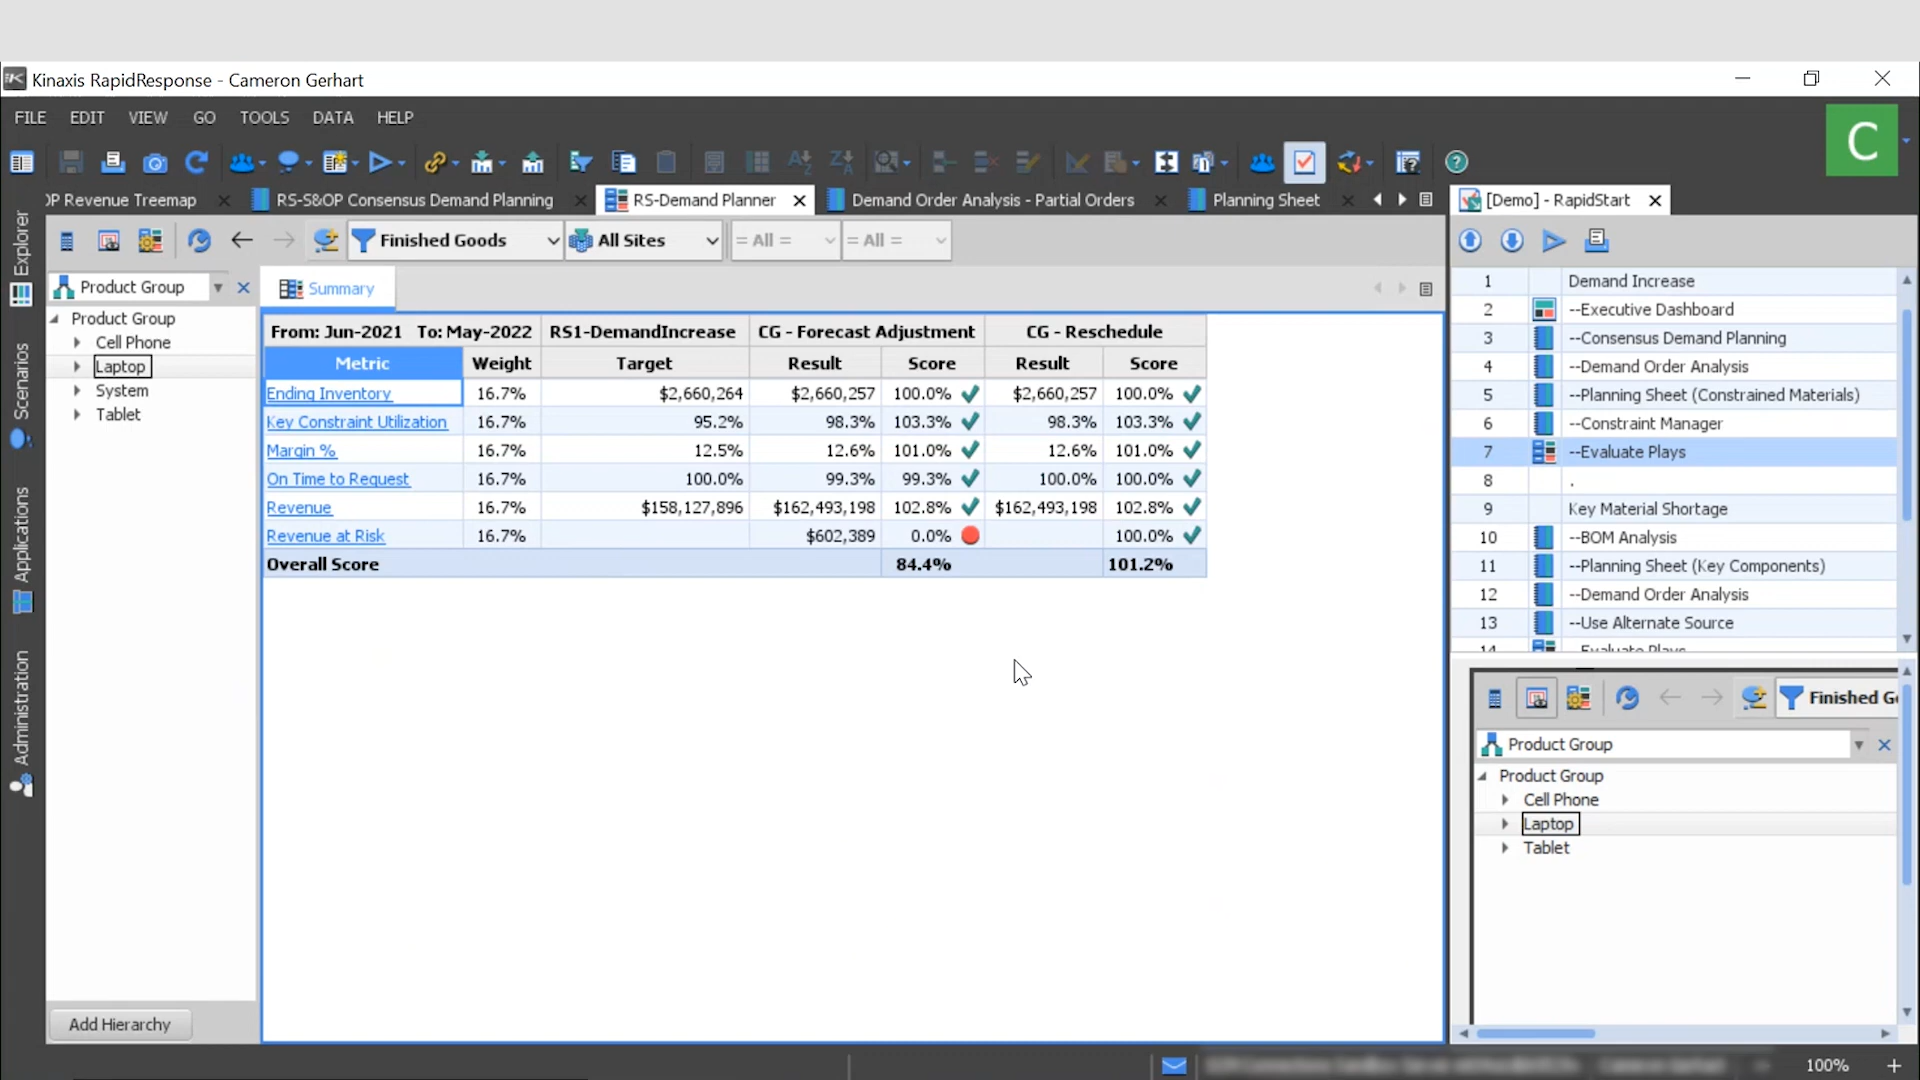 Kinaxis RapidResponse - Cameron Gerhart
FILE EDIT VIEW GO TOOLS DATA HELP
C
OP Revenue Treemap RS-S&OP Consensus Demand Planning RS-Demand Planner Demand Order Analysis - Partial Orders Planning Sheet [Demo] - RapidStart
Explorer
Scenarios
Applications
Administration
Finished Goods All Sites = All = = All =
Product Group
Product Group
Cell Phone
Laptop
System
Tablet
Add Hierarchy
Summary
From: Jun-2021 To: May-2022 RS1-DemandIncrease CG - Forecast Adjustment CG - Reschedule
Metric Weight Target Result Score Result Score
Ending Inventory 16.7% $2,660,264 $2,660,257 100.0% $2,660,257 100.0%
Key Constraint Utilization 16.7% 95.2% 98.3% 103.3% 98.3% 103.3%
Margin % 16.7% 12.5% 12.6% 101.0% 12.6% 101.0%
On Time to Request 16.7% 100.0% 99.3% 99.3% 100.0% 100.0%
Revenue 16.7% $158,127,896 $162,493,198 102.8% $162,493,198 102.8%
Revenue at Risk 16.7% $602,389 0.0% 100.0%
Overall Score 84.4% 101.2%
1 Demand Increase
2 --Executive Dashboard
3 --Consensus Demand Planning
4 --Demand Order Analysis
5 --Planning Sheet (Constrained Materials)
6 --Constraint Manager
7 --Evaluate Plays
8 .
9 Key Material Shortage
10 --BOM Analysis
11 --Planning Sheet (Key Components)
12 --Demand Order Analysis
13 --Use Alternate Source
14 --Evaluate Plays
Finished Go
Product Group
Product Group
Cell Phone
Laptop
Tablet
100%